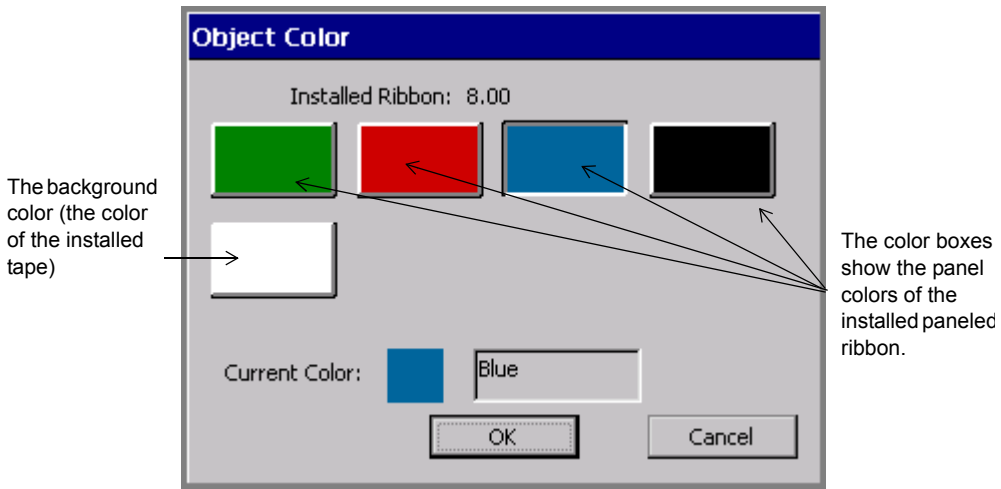 Object Color
Installed Ribbon: 8.00
The background
color (the color
of the installed
tape)
The color boxes
show the panel
colors of the
installed paneled
ribbon.
Current Color:
Blue
OK
Cancel